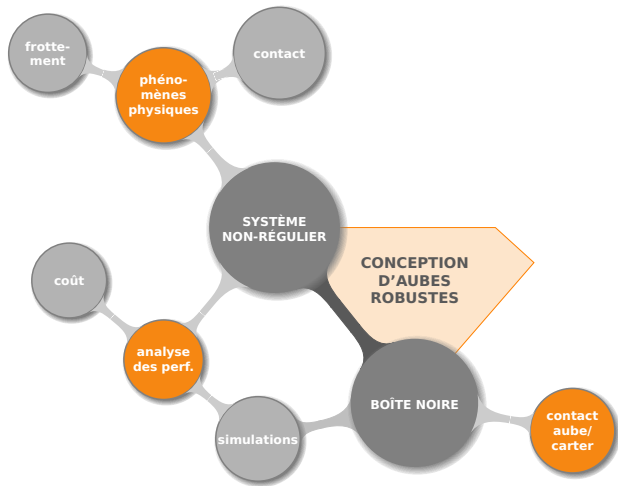 frotte-
ment
contact
phéno-
mènes
physiques
SYSTÈME
NON-RÉGULIER
CONCEPTION
D’AUBES
ROBUSTES
coût
analyse
des perf.
simulations
BOÎTE NOIRE
contact
aube/
carter